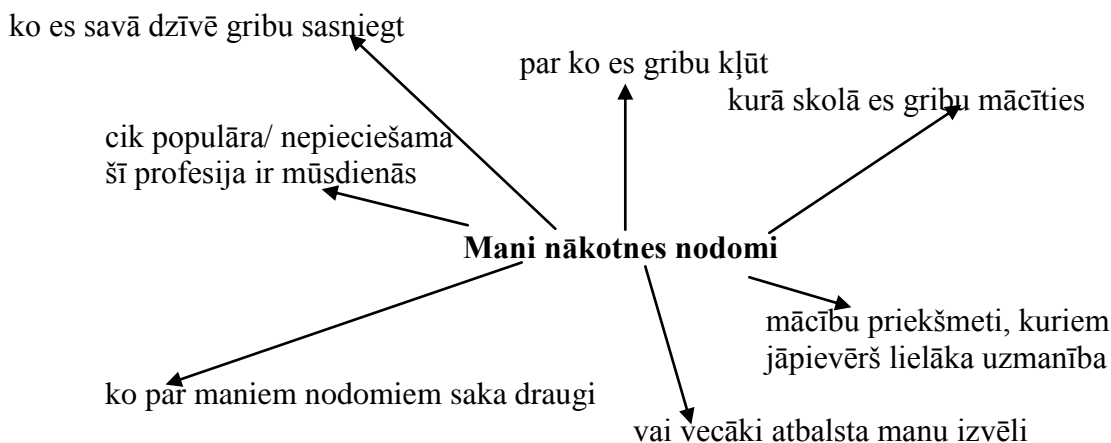 ko es savā dzīvē gribu sasniegt
par ko es gribu kļūt
kurā skolā es gribu mācīties
cik populāra/ nepieciešama
šī profesija ir mūsdienās
Mani nākotnes nodomi
mācību priekšmeti, kuriem
jāpievērš lielāka uzmanība
ko par maniem nodomiem saka draugi
vai vecāki atbalsta manu izvēli